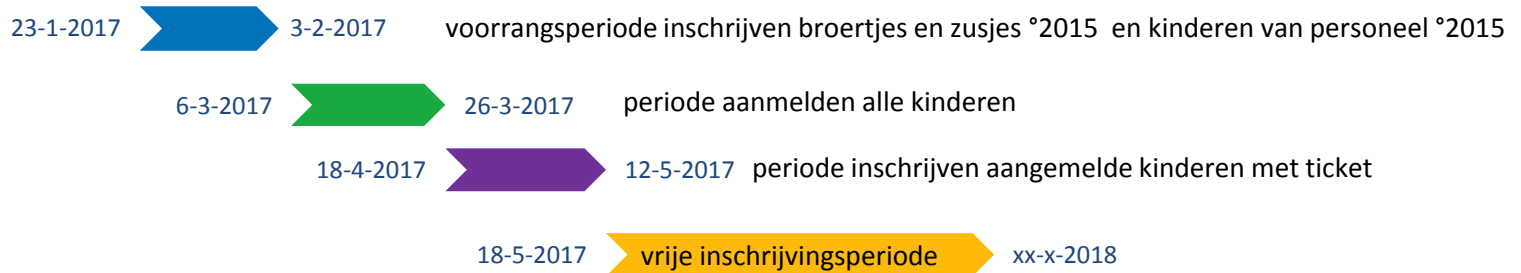 23-1-2017 3-2-2017 voorrangsperiode inschrijven broertjes en zusjes °2015 en kinderen van personeel °2015
6-3-2017 26-3-2017 periode aanmelden alle kinderen
18-4-2017 12-5-2017 periode inschrijven aangemelde kinderen met ticket
18-5-2017 vrije inschrijvingsperiode xx-x-2018